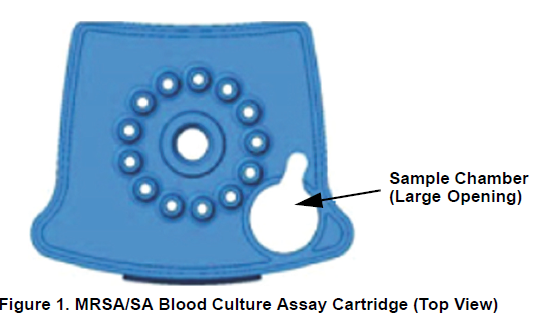 Sample Chamber
(Large Opening)
Figure 1. MRSA/SA Blood Culture Assay Cartridge (Top View)